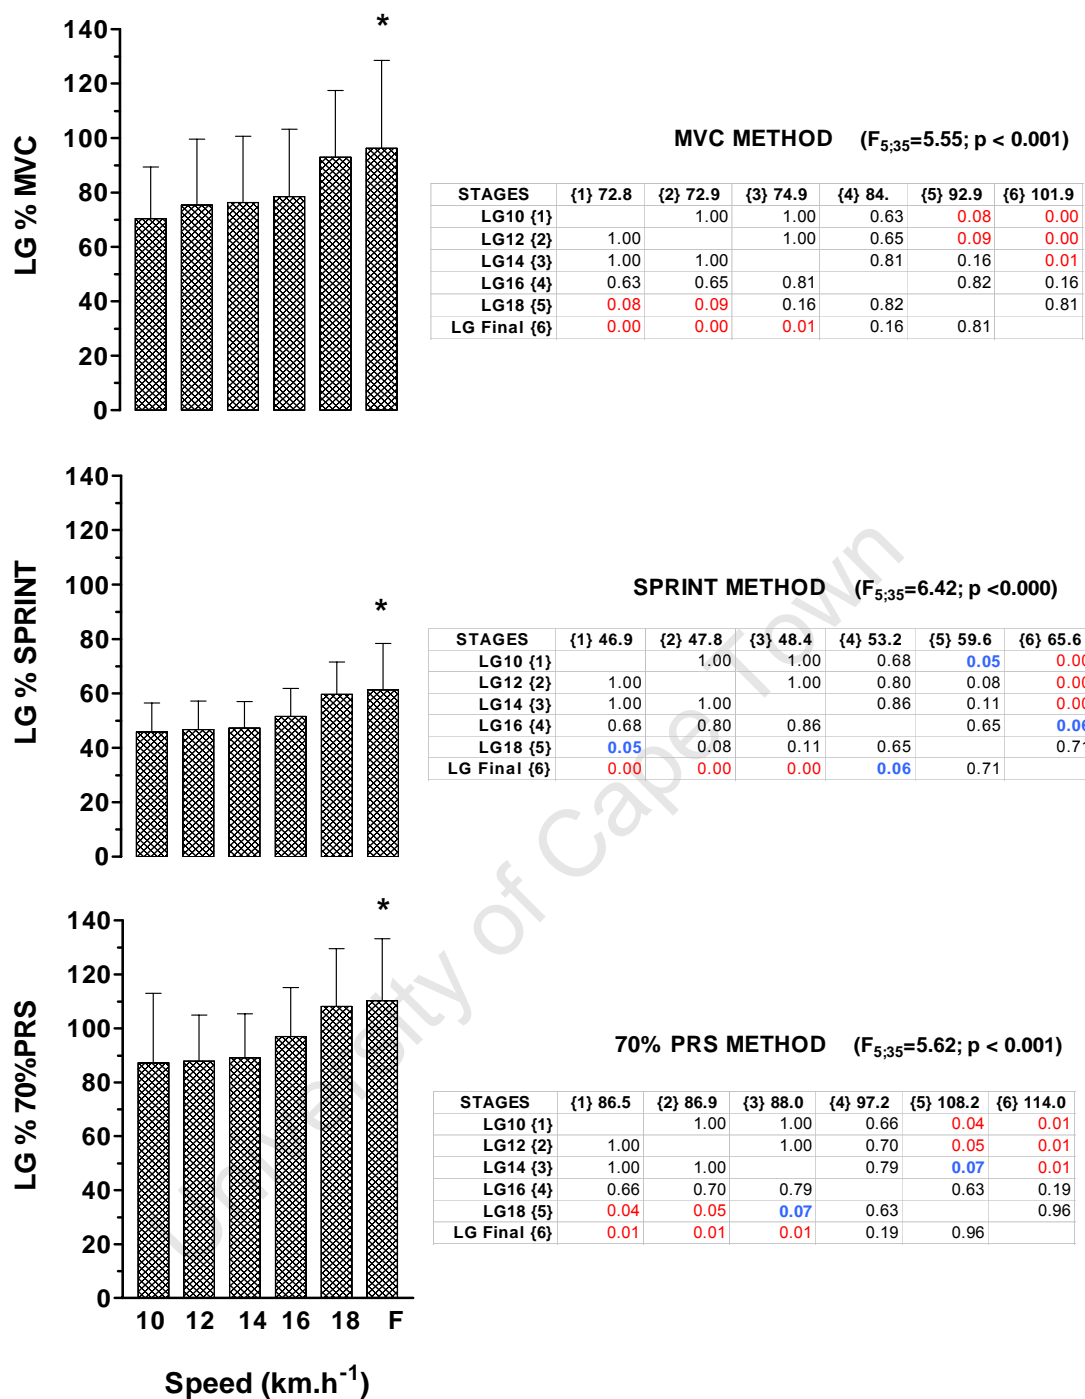 *
140
120
100
80
60
40
20
0
LG % MVC
MVC METHOD (F5;35=5.55; p < 0.001)
STAGES {1} 72.8 {2} 72.9 {3} 74.9 {4} 84. {5} 92.9 {6} 101.9
LG10 {1} 1.00 1.00 0.63 0.08 0.00
LG12 {2} 1.00 1.00 0.65 0.09 0.00
LG14 {3} 1.00 1.00 0.81 0.16 0.01
LG16 {4} 0.63 0.65 0.81 0.82 0.16
LG18 {5} 0.08 0.09 0.16 0.82 0.81
LG Final {6} 0.00 0.00 0.01 0.16 0.81
*
140
120
100
80
60
40
20
0
LG % SPRINT
SPRINT METHOD (F5;35=6.42; p <0.000)
STAGES {1} 46.9 {2} 47.8 {3} 48.4 {4} 53.2 {5} 59.6 {6} 65.6
LG10 {1} 1.00 1.00 0.68 0.05 0.00
LG12 {2} 1.00 1.00 0.80 0.08 0.00
LG14 {3} 1.00 1.00 0.86 0.11 0.00
LG16 {4} 0.68 0.80 0.86 0.65 0.06
LG18 {5} 0.05 0.08 0.11 0.65 0.71
LG Final {6} 0.00 0.00 0.00 0.06 0.71
*
140
120
100
80
60
40
20
0
LG % 70%PRS
70% PRS METHOD (F5;35=5.62; p < 0.001)
STAGES {1} 86.5 {2} 86.9 {3} 88.0 {4} 97.2 {5} 108.2 {6} 114.0
LG10 {1} 1.00 1.00 0.66 0.04 0.01
LG12 {2} 1.00 1.00 0.70 0.05 0.01
LG14 {3} 1.00 1.00 0.79 0.07 0.01
LG16 {4} 0.66 0.70 0.79 0.63 0.19
LG18 {5} 0.04 0.05 0.07 0.63 0.96
LG Final {6} 0.01 0.01 0.01 0.19 0.96
10 12 14 16 18 F
Speed (km.h-1)
University of Cape Town